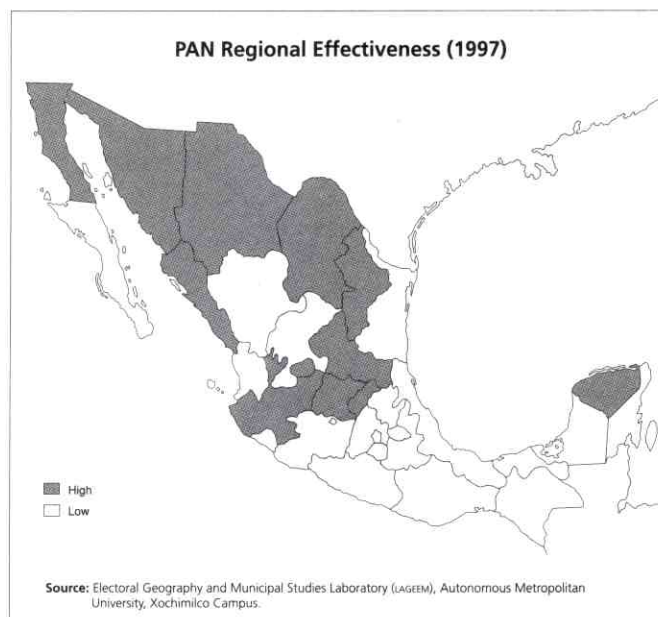 PAN Regional Effectiveness (1997)
High
Low
Source: Electoral Geography and Municipal Studies Laboratory (LAGEEM), Autonomous Metropolitan
University, Xochimilco Campus.